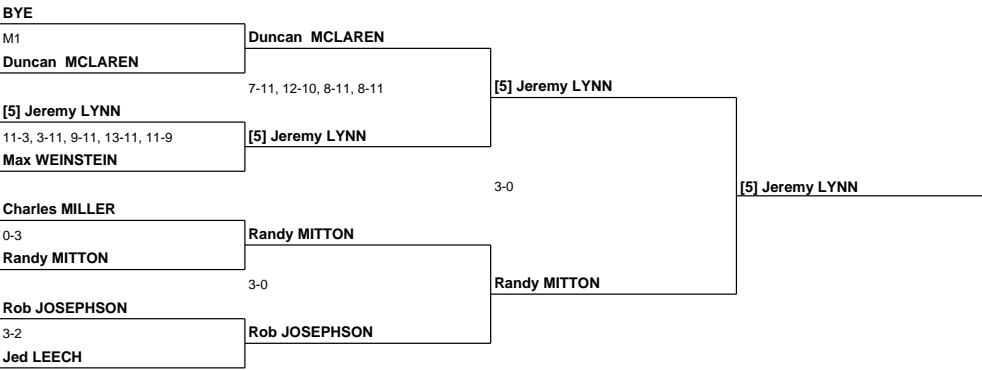 BYE
M1
Duncan  MCLAREN
Duncan  MCLAREN
7-11, 12-10, 8-11, 8-11
[5] Jeremy LYNN
[5] Jeremy LYNN
11-3, 3-11, 9-11, 13-11, 11-9
[5] Jeremy LYNN
Max WEINSTEIN
3-0
[5] Jeremy LYNN
Charles MILLER
0-3
Randy MITTON
Randy MITTON
3-0
Randy MITTON
Rob JOSEPHSON
3-2
Rob JOSEPHSON
Jed LEECH